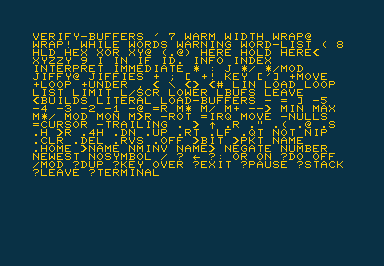 VERIFY-BUFFERS / 7 WARM WIDTH WRAP@
WRAP! WHILE WORDS WARNING WORD-LIST ( 8
HLD HEX XOR XY@ (.@) HERE HOLD HERE<
XYZZY 9 I IN IF ID. INFO INDEX
INTERPRET IMMEDIATE * : J */ */MOD
JIFFY@ JIFFIES + ; [ +! KEY ['] +MOVE
+LOOP +UNDER , < ; <> <# LIN LOAD LOOP
LIST LIMIT L/SCR LOWER LBUFS LEAVE
<BUILDS LITERAL LOAD-BUFFERS - = ] -5
-4 -3 -2 -1 -@ =R M* M/ M+ --> MIN MAX
M*/ MOD MON M>R -ROT =IRQ MOVE -NULLS
=CURSOR -TRAILING . > ↑ .R ." .( .@ .S
.H >R .4H .DN .UP .RT .LF .QT NOT NIP
.CLR .DEL .RVS .OFF >BIT >PKT NAME
.HOME >NAME NMINV NAME> NEGATE NUMBER
NEWEST NOSYMBOL / ? ← ?: OR ON ?DO OFF
/MOD ?DUP ?KEY OVER ?EXIT ?PAUSE ?STACK
?LEAVE ?TERMINAL